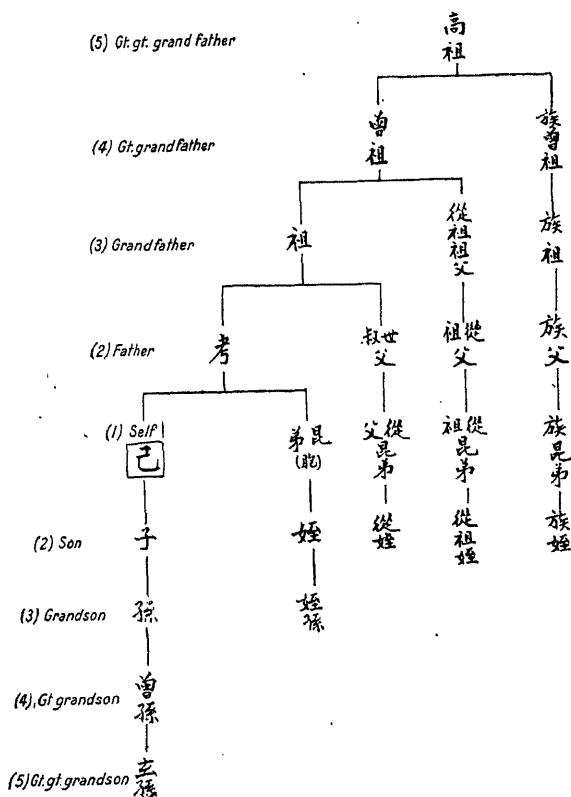 (5) Gt. gt. grand father
高祖
(4) Gt. grandfather
曾祖
族曾祖
(3) Grandfather
祖
從祖祖父
族祖
(2) Father
考
叔世父
祖從父
族父
(1) Self
己
弟昆
(胞)
父從昆弟
祖從昆弟
族昆弟
(2) Son
子
姪
從姪
從祖姪
族姪
(3) Grandson
孫
姪孫
(4), Gt grandson
曾孫
(5) Gt. gt. grandson
玄孫